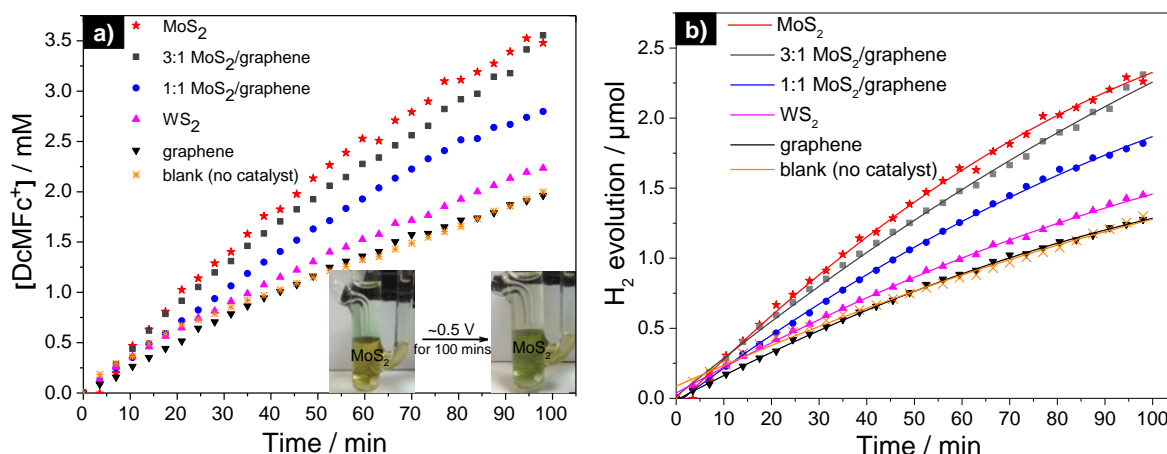 a)
[DcMFc⁺] / mM
3.5
3.0
2.5
2.0
1.5
1.0
0.5
0.0
MoS₂
3:1 MoS₂/graphene
1:1 MoS₂/graphene
WS₂
graphene
blank (no catalyst)
MoS₂
~0.5 V
for 100 mins
MoS₂
0 10 20 30 40 50 60 70 80 90 100
Time / min
b)
H₂ evolution / μmol
2.5
2.0
1.5
1.0
0.5
0.0
MoS₂
3:1 MoS₂/graphene
1:1 MoS₂/graphene
WS₂
graphene
blank (no catalyst)
0 10 20 30 40 50 60 70 80 90 100
Time / min